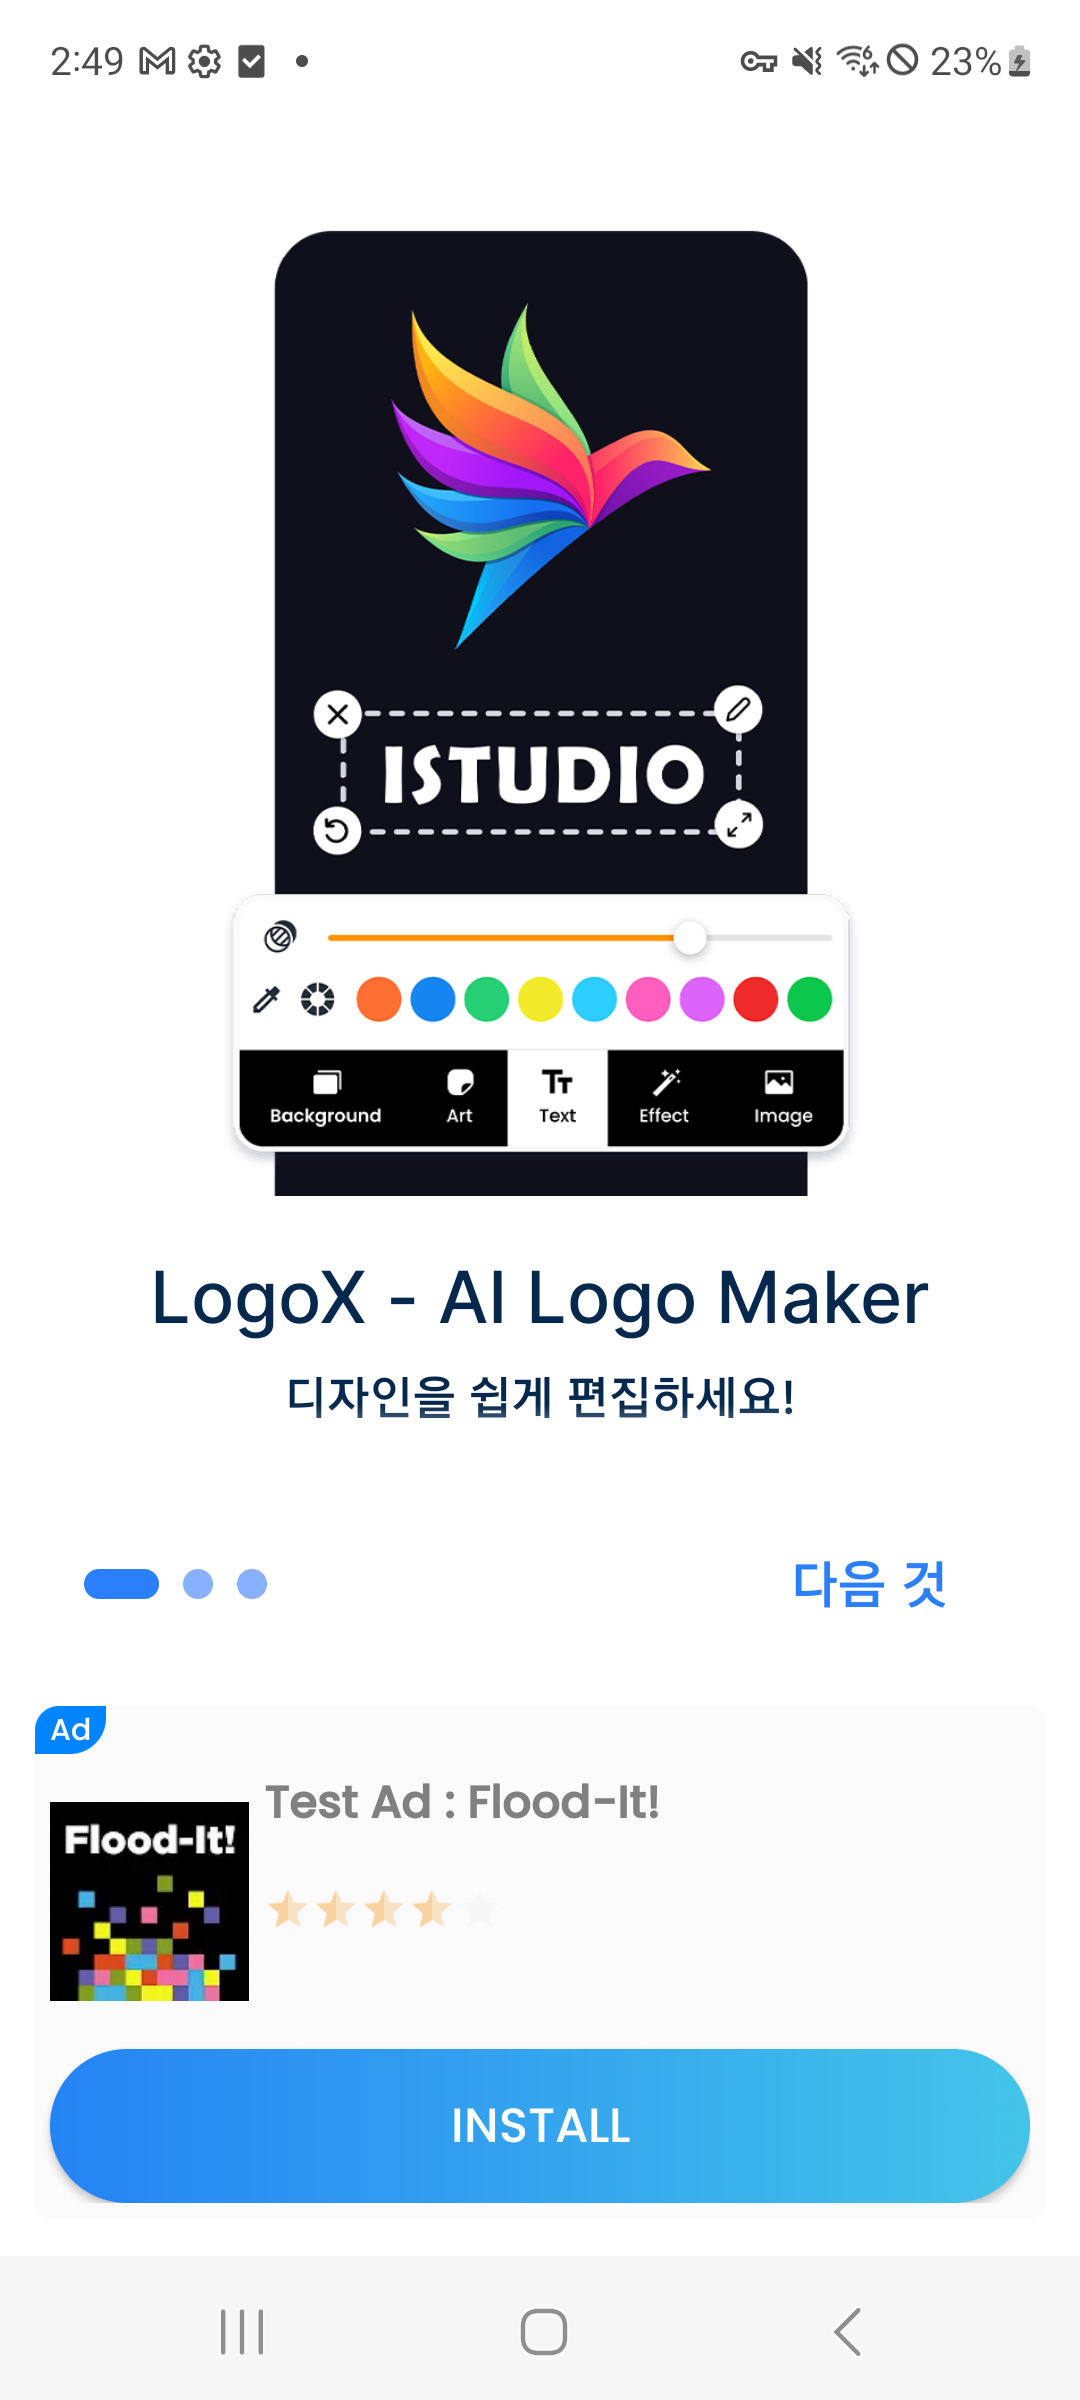 2:49
23%
ISTUDIO
Background Art Text Effect Image
LogoX - AI Logo Maker
디자인을 쉽게 편집하세요!
다음 것
Ad
Test Ad : Flood-It!
Flood-It!
INSTALL